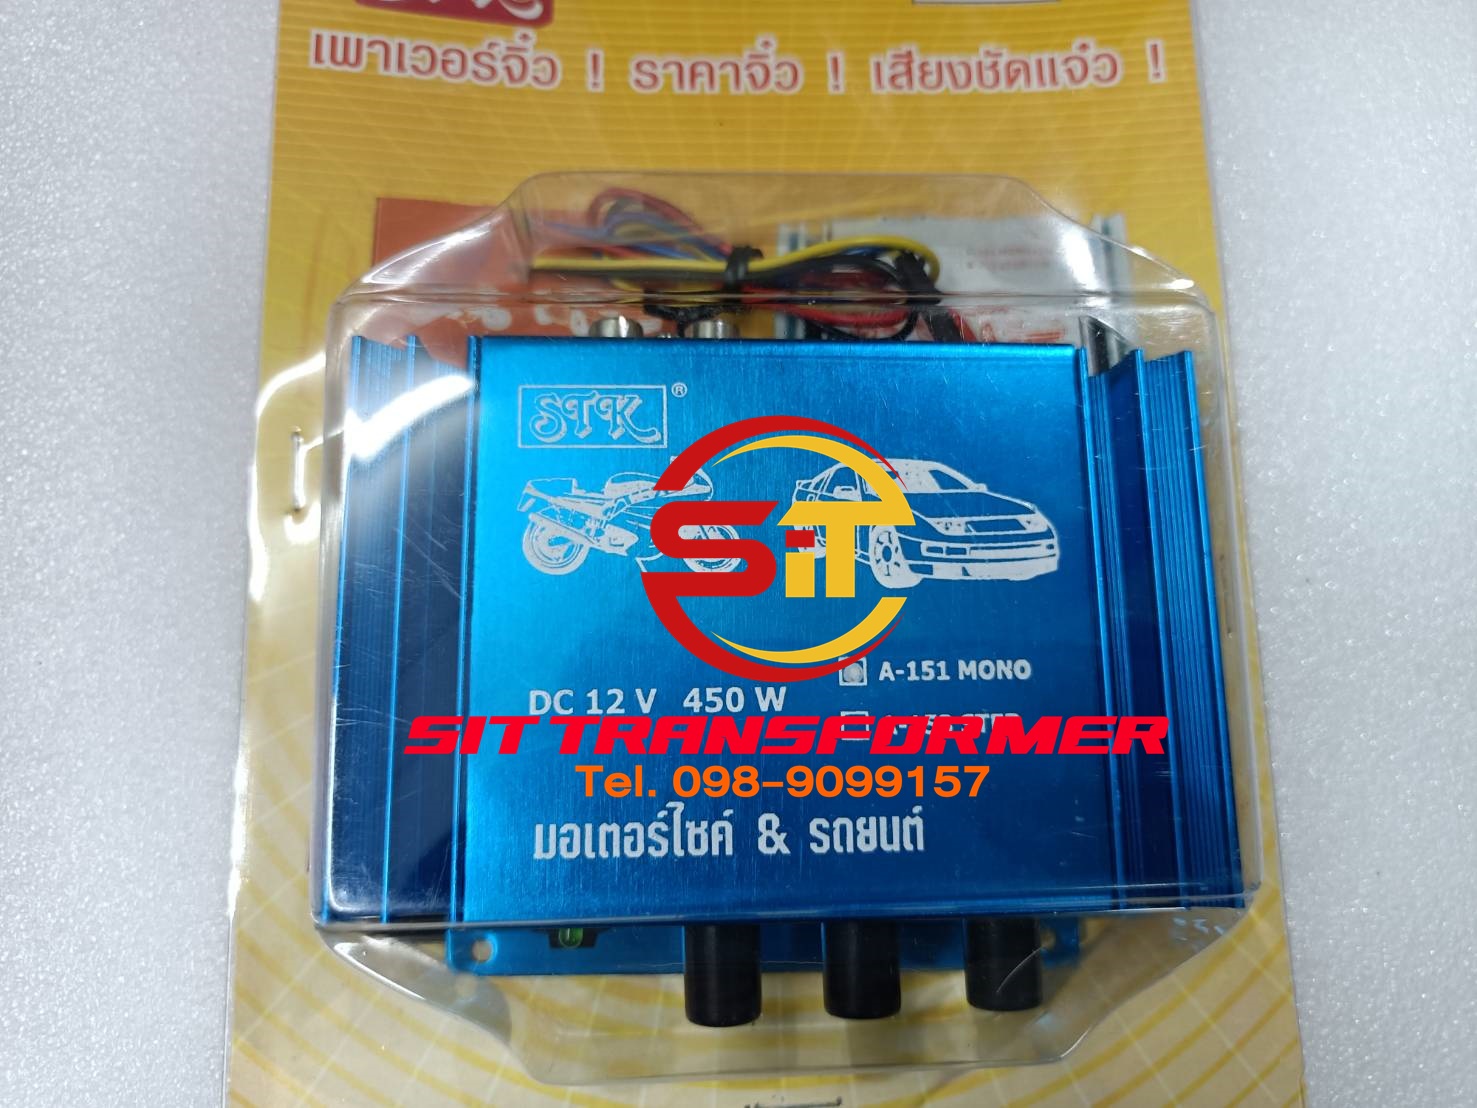 เพาเวอร์จิ๋ว ! ราคาจิ๋ว ! เสียงชัดแจ๋ว !
STK ®
SiT
A-151 MONO
DC 12 V 450 W
SIT TRANSFORMER
Tel. 098-9099157
มอเตอร์ไซค์ & รถยนต์